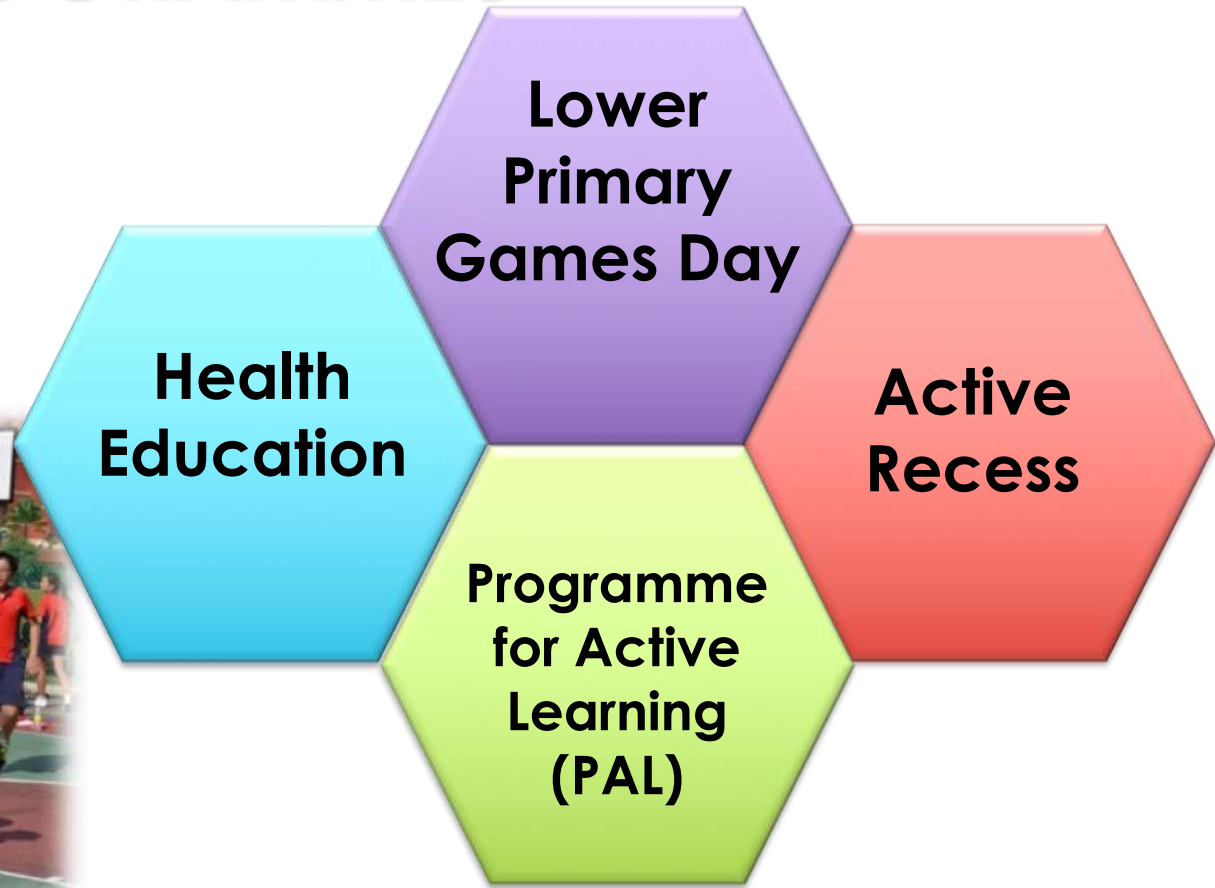 Lower
Primary
Games Day
Health
Education
Active
Recess
Programme
for Active
Learning
(PAL)